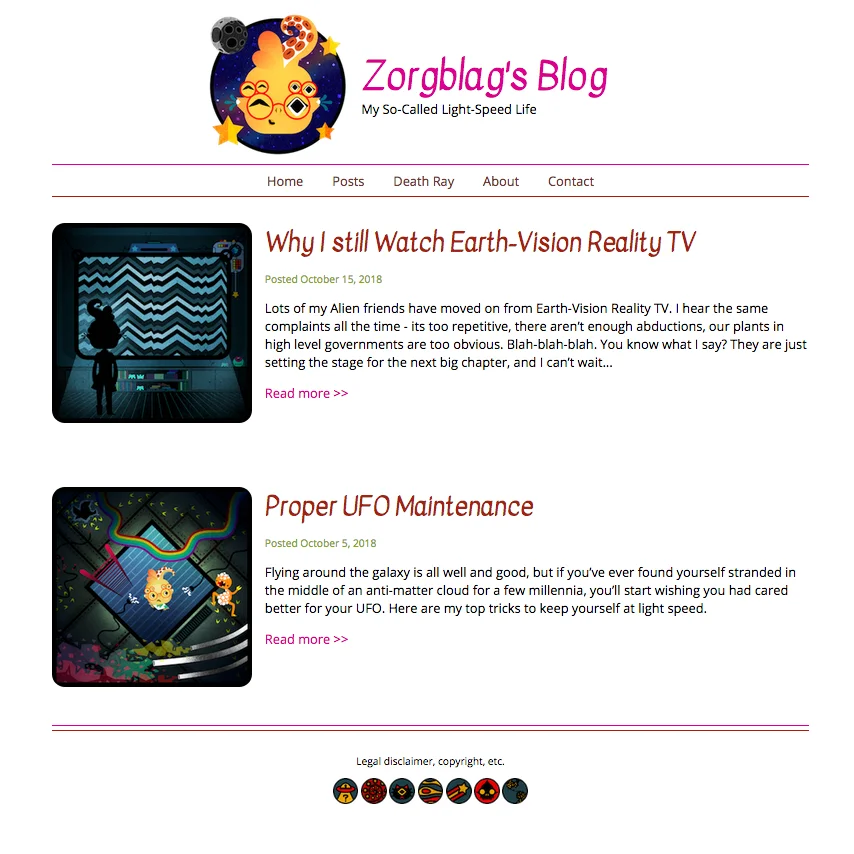 Zorgblag's Blog
My So-Called Light-Speed Life
Home Posts Death Ray About Contact
Why I still Watch Earth-Vision Reality TV
Posted October 15, 2018
Lots of my Alien friends have moved on from Earth-Vision Reality TV. I hear the same
complaints all the time - its too repetitive, there aren’t enough abductions, our plants in
high level governments are too obvious. Blah-blah-blah. You know what I say? They are just
setting the stage for the next big chapter, and I can’t wait...
Read more >>
Proper UFO Maintenance
Posted October 5, 2018
Flying around the galaxy is all well and good, but if you’ve ever found yourself stranded in
the middle of an anti-matter cloud for a few millennia, you’ll start wishing you had cared
better for your UFO. Here are my top tricks to keep yourself at light speed.
Read more >>
Legal disclaimer, copyright, etc.